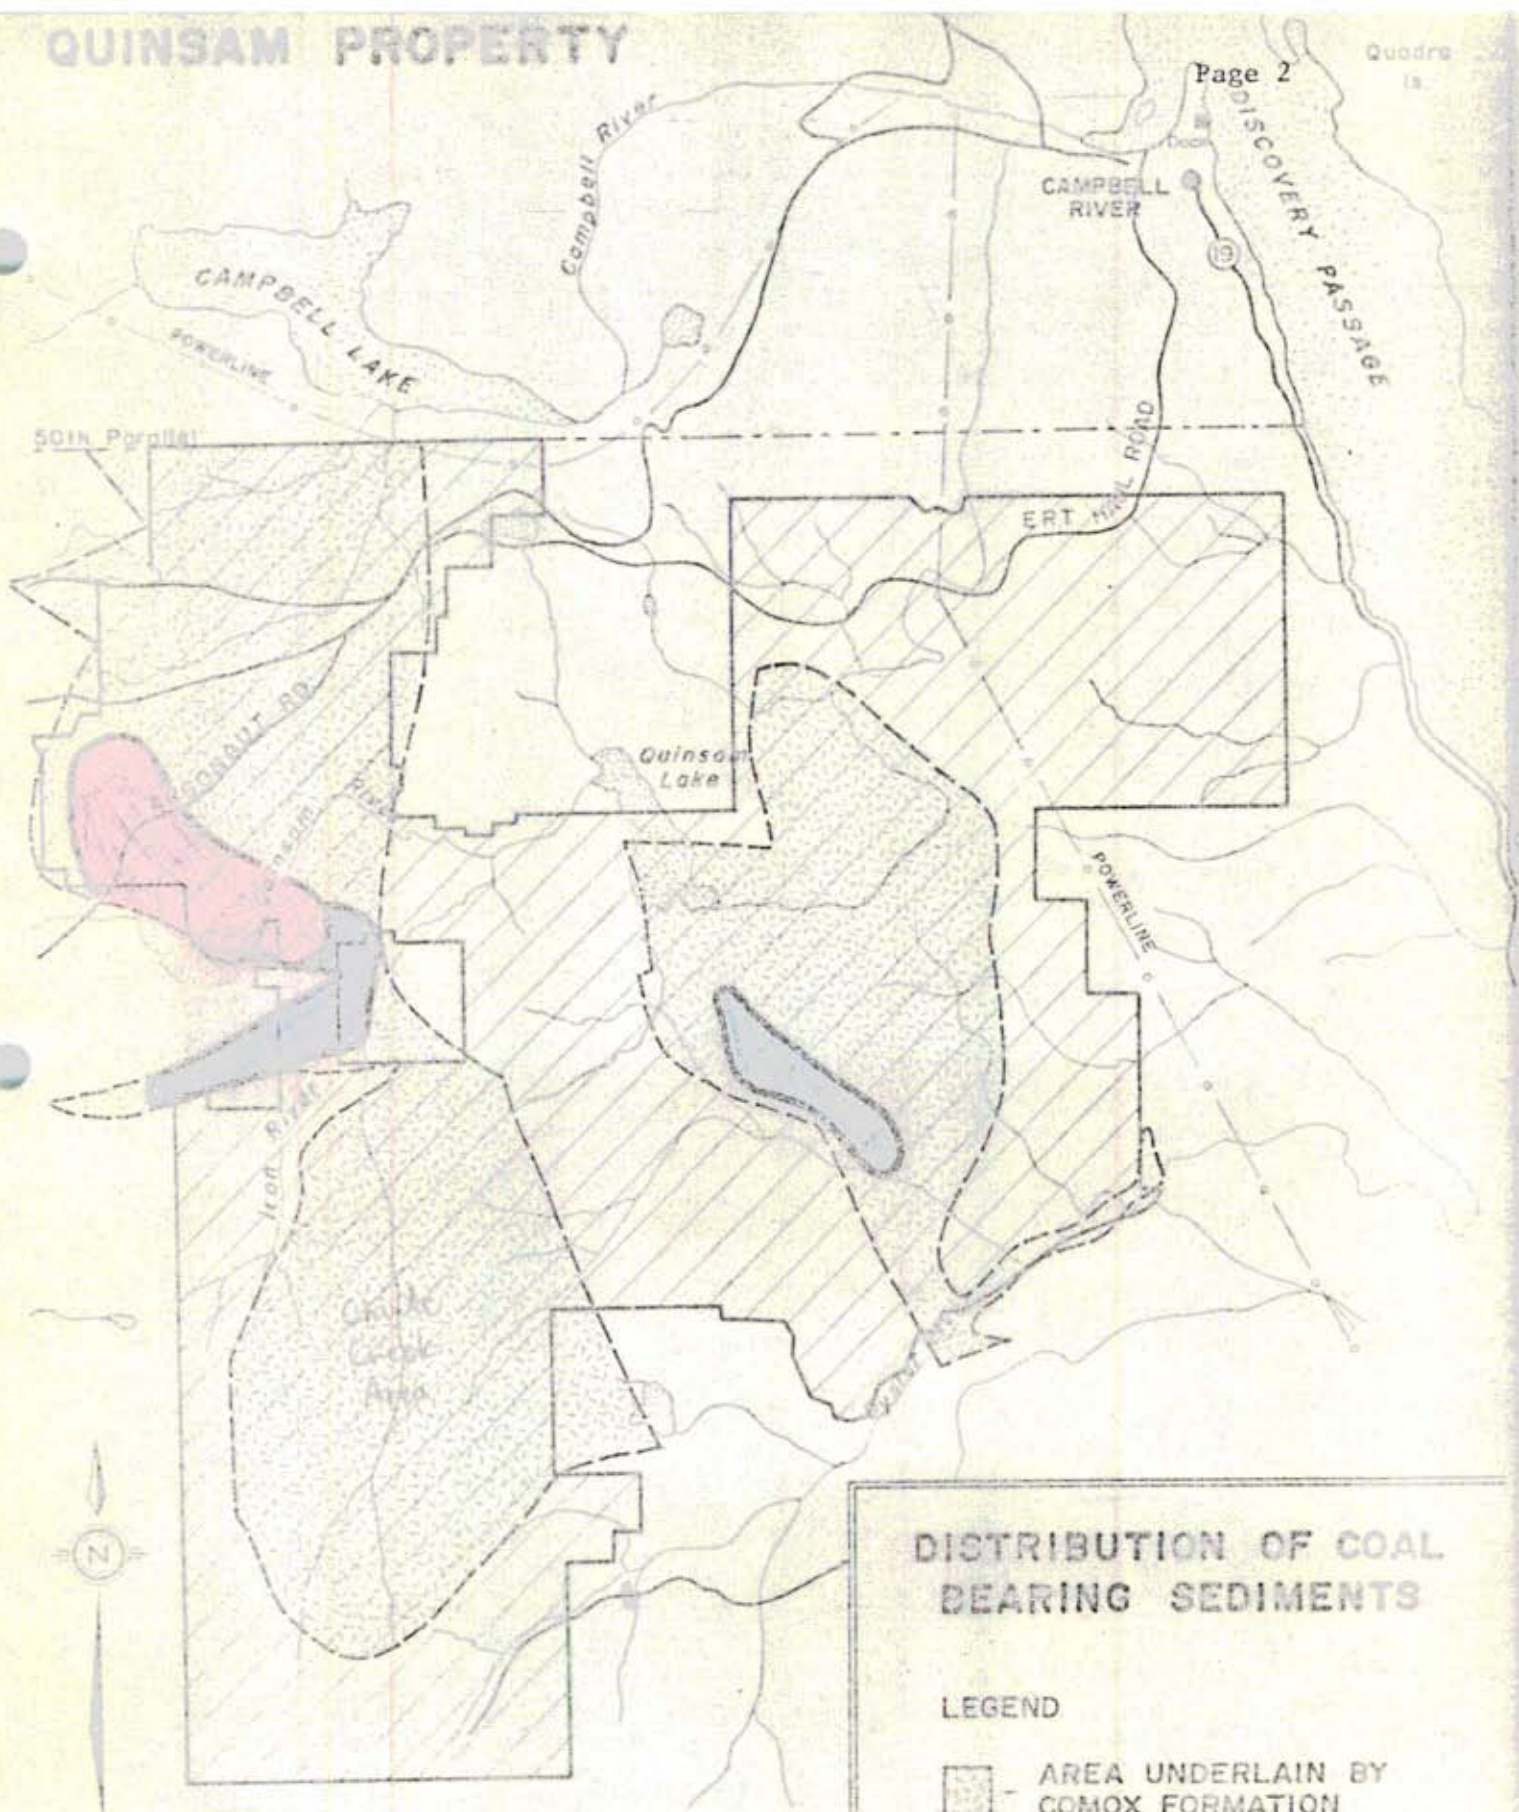 QUINSAM PROPERTY
Page 2
Quadra
Is.
Campbell River
DISCOVERY PASSAGE
Dock
CAMPBELL
RIVER
19
CAMPBELL LAKE
POWERLINE
50th Parallel
ERT HAUL ROAD
ARGONAUT RD.
Quinsam River
Quinsam
Lake
POWERLINE
Iron River
Chute
Creek
Area
N
DISTRIBUTION OF COAL
BEARING SEDIMENTS
LEGEND
- AREA UNDERLAIN BY
COMOX FORMATION